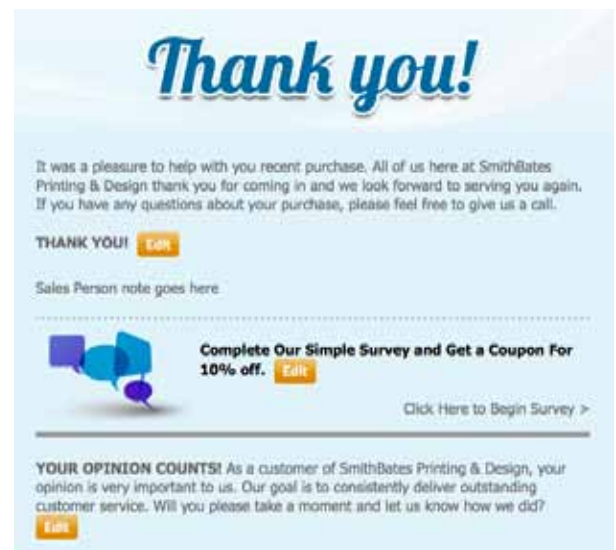 Thank you!
It was a pleasure to help with you recent purchase. All of us here at SmithBates
Printing & Design thank you for coming in and we look forward to serving you again.
If you have any questions about your purchase, please feel free to give us a call.
THANK YOU! Edit
Sales Person note goes here
Complete Our Simple Survey and Get a Coupon For
10% off. Edit
Click Here to Begin Survey >
YOUR OPINION COUNTS! As a customer of SmithBates Printing & Design, your
opinion is very important to us. Our goal is to consistently deliver outstanding
customer service. Will you please take a moment and let us know how we did?
Edit